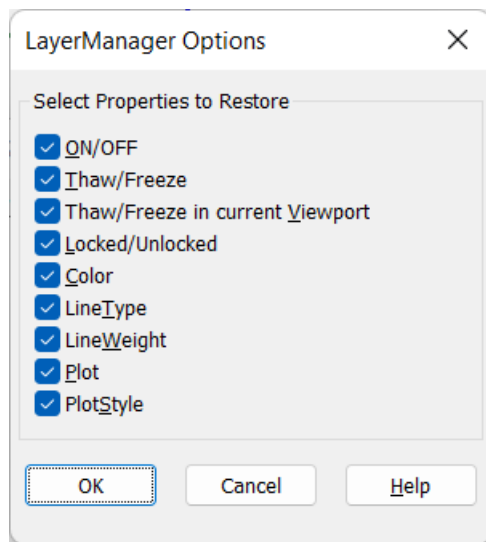 LayerManager Options
Select Properties to Restore
ON/OFF
Thaw/Freeze
Thaw/Freeze in current Viewport
Locked/Unlocked
Color
LineType
LineWeight
Plot
PlotStyle
OK Cancel Help